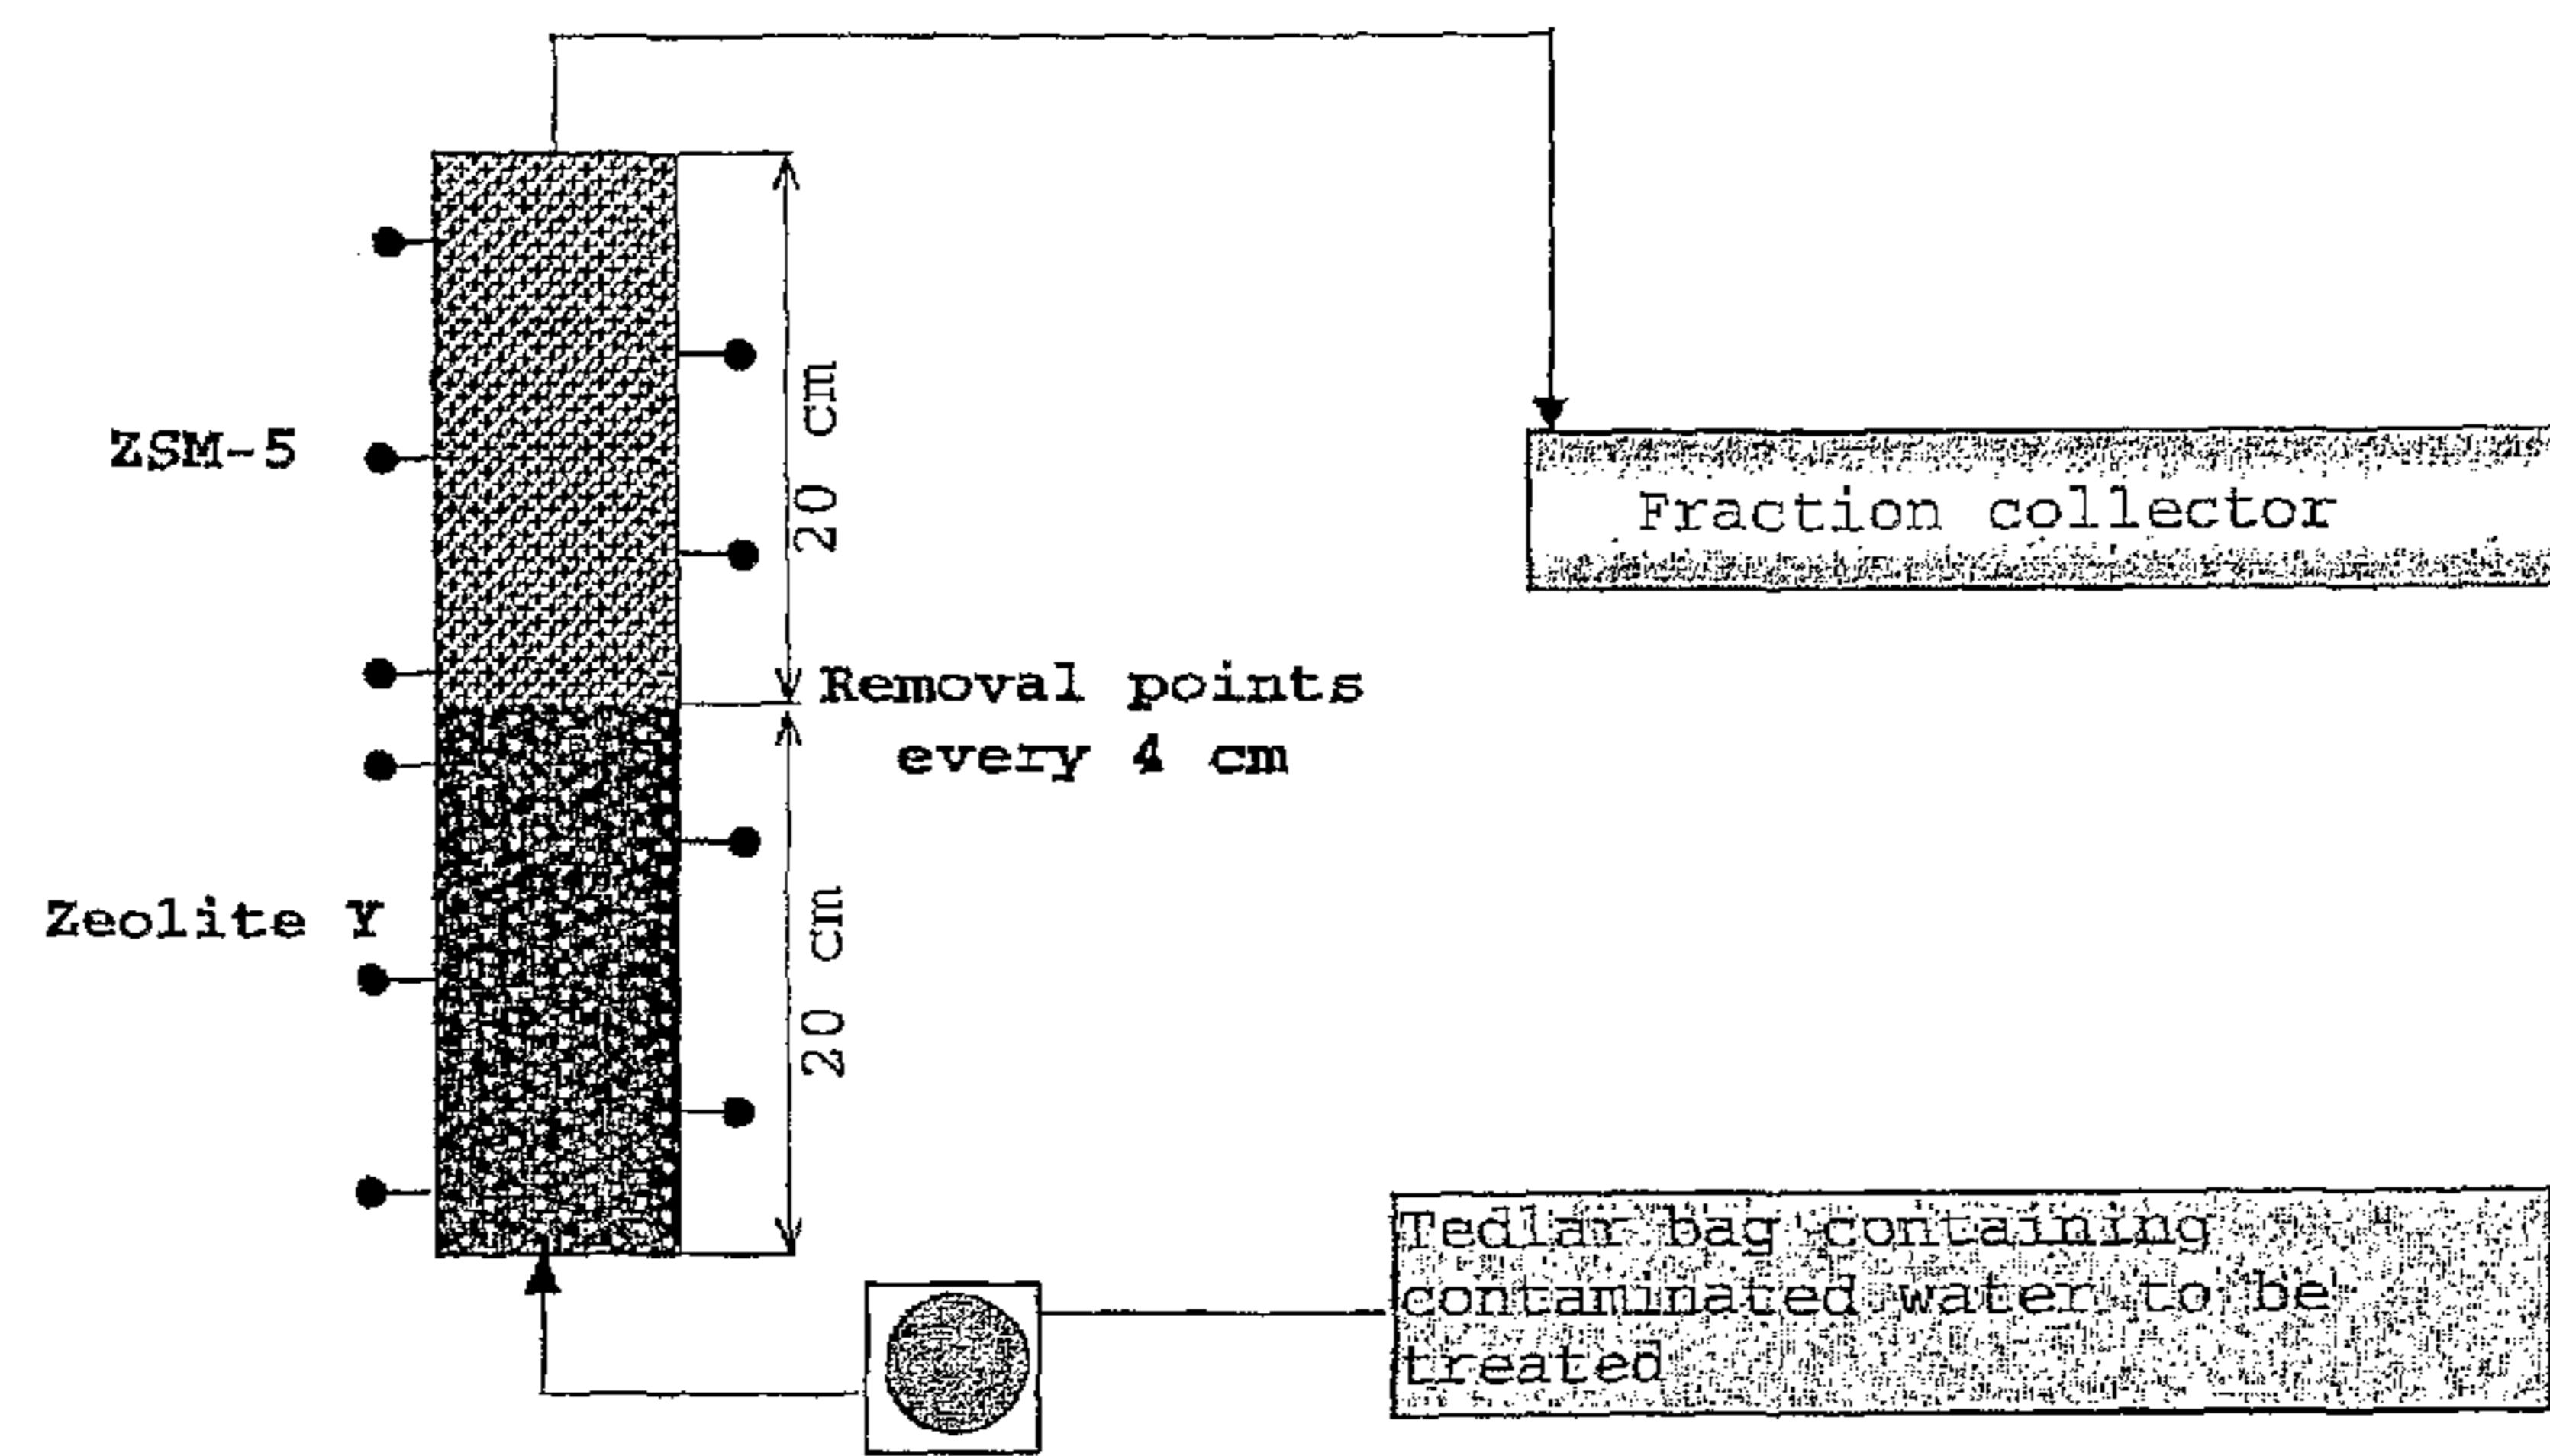 ZSM-5
20 cm
Fraction collector
Removal points
every 4 cm
Zeolite Y
20 cm
Tedlar bag containing
contaminated water to be
treated